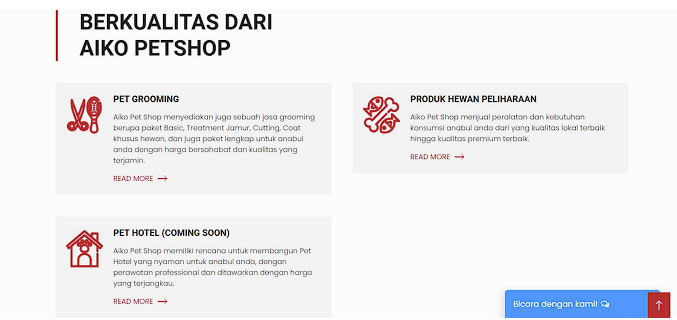 BERKUALITAS DARI
AIKO PETSHOP
PET GROOMING
Aiko Pet Shop menyediakan juga sebuah jasa grooming
berupa paket Basic, Treatment Jamur, Cutting, Coat
khusus hewan, dan juga paket lengkap untuk anabul
anda dengan harga bersahabat dan kualitas yang
terjamin.
READ MORE
PRODUK HEWAN PELIHARAAN
Aiko Pet Shop menjual peralatan dan kebutuhan
konsumsi anabul anda dari yang kualitas lokal terbaik
hingga kualitas premium terbaik.
READ MORE
PET HOTEL (COMING SOON)
Aiko Pet Shop memiliki rencana untuk membangun Pet
Hotel yang nyaman untuk anabul anda, dengan
perawatan professional dan ditawarkan dengan harga
yang terjangkau.
READ MORE
Bicara dengan kami!